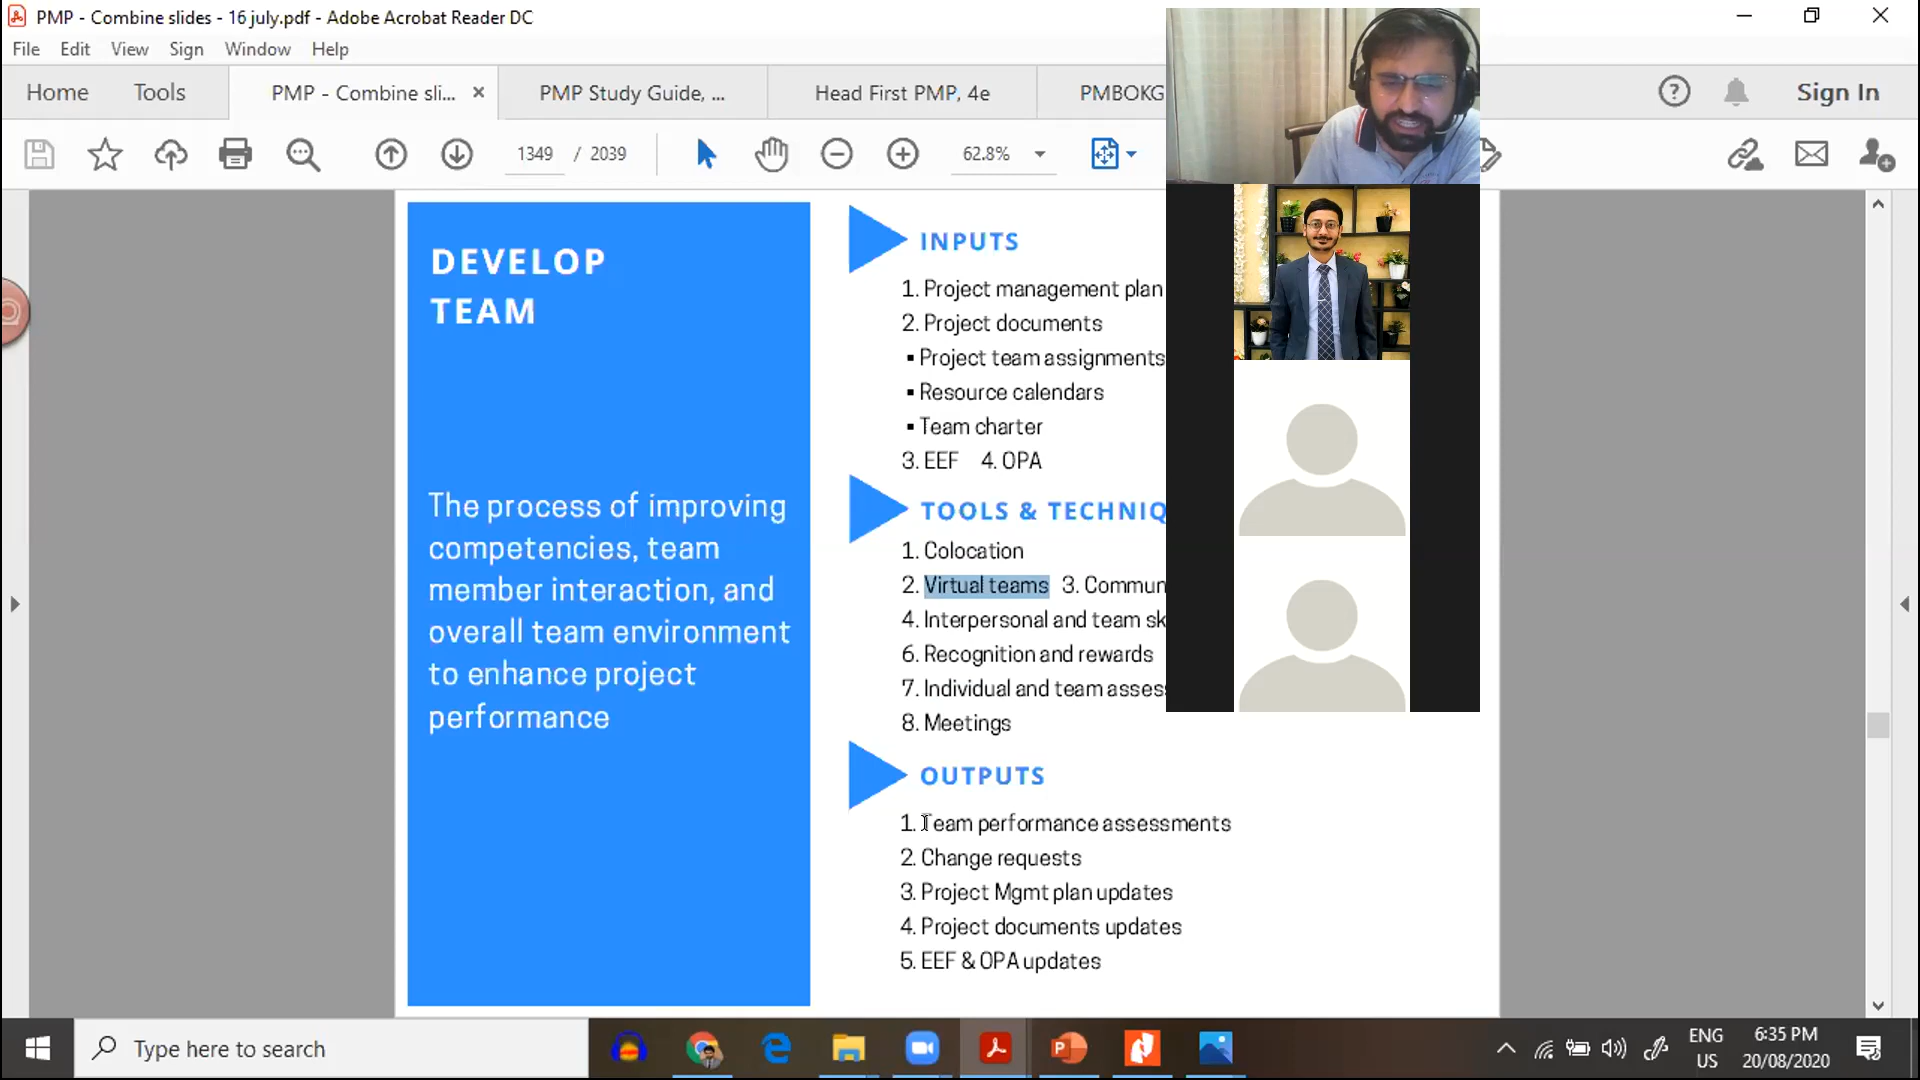 PMP - Combine slides - 16 july.pdf - Adobe Acrobat Reader DC
File Edit View Sign Window Help
Home Tools PMP - Combine sli... PMP Study Guide, ... Head First PMP, 4e PMBOKG Sign In
1349 / 2039 62.8%
DEVELOP
TEAM
The process of improving
competencies, team
member interaction, and
overall team environment
to enhance project
performance
INPUTS
1. Project management plan
2. Project documents
▪ Project team assignments
▪ Resource calendars
▪ Team charter
3. EEF 4. OPA
TOOLS & TECHNIQ
1. Colocation
2. Virtual teams 3. Commun
4. Interpersonal and team sk
6. Recognition and rewards
7. Individual and team asses
8. Meetings
OUTPUTS
1. Team performance assessments
2. Change requests
3. Project Mgmt plan updates
4. Project documents updates
5. EEF & OPA updates
Type here to search
ENG
US
6:35 PM
20/08/2020